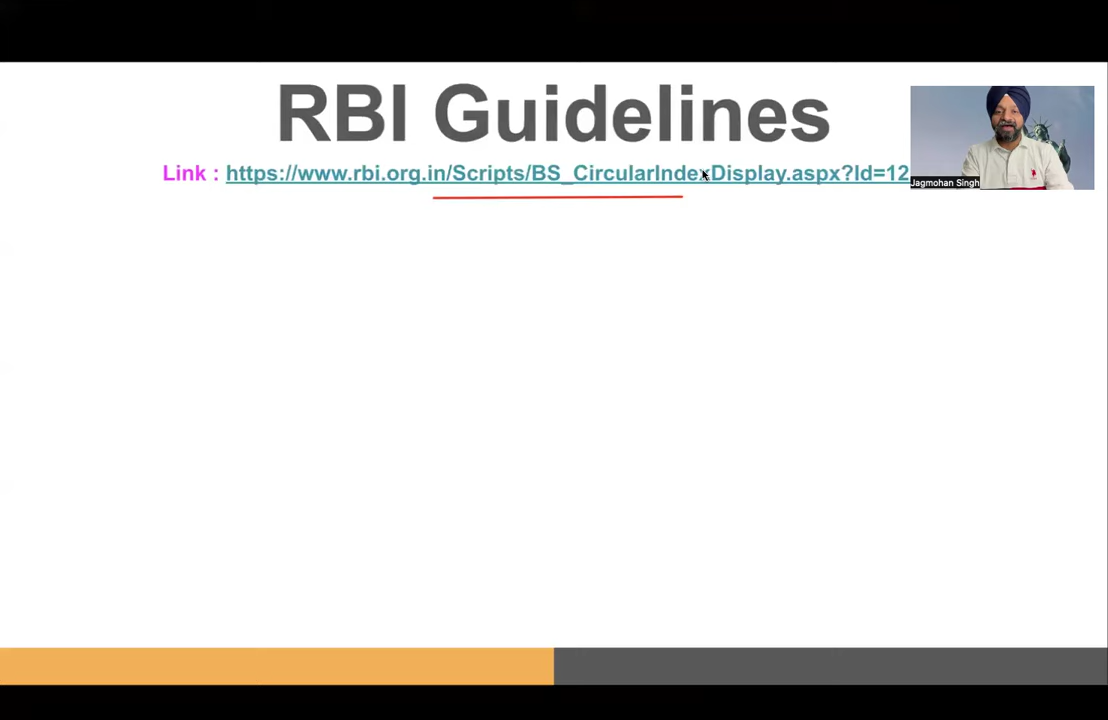 RBI Guidelines
Link : https://www.rbi.org.in/Scripts/BS_CircularIndexDisplay.aspx?Id=12
Jagmohan Singh